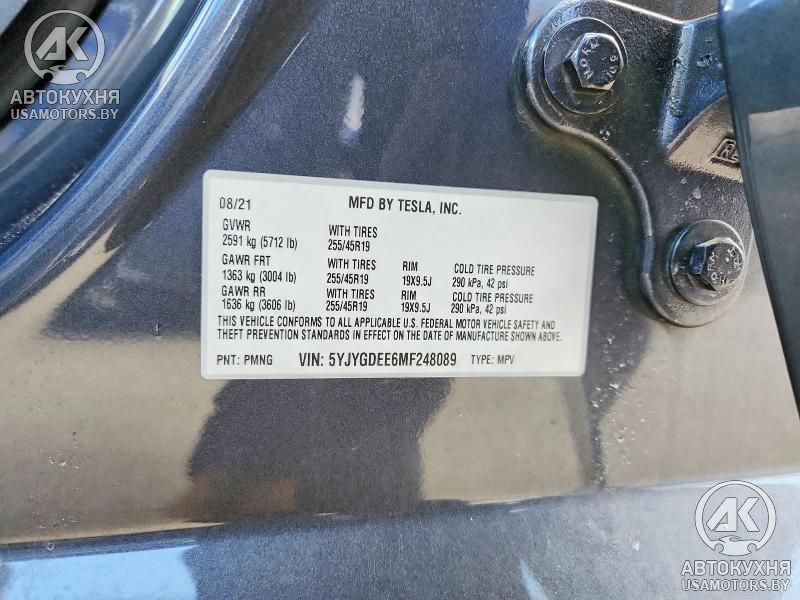 AK
АВТОКУХНЯ
USAMOTORS.BY
08/21 MFD BY TESLA, INC.
GVWR WITH TIRES
2591 kg (5712 lb) 255/45R19
GAWR FRT WITH TIRES RIM COLD TIRE PRESSURE
1363 kg (3004 lb) 255/45R19 19X9.5J 290 kPa, 42 psi
GAWR RR WITH TIRES RIM COLD TIRE PRESSURE
1636 kg (3606 lb) 255/45R19 19X9.5J 290 kPa, 42 psi
THIS VEHICLE CONFORMS TO ALL APPLICABLE U.S. FEDERAL MOTOR VEHICLE SAFETY AND
THEFT PREVENTION STANDARDS IN EFFECT ON THE DATE OF MANUFACTURE SHOWN ABOVE.
PNT: PMNG VIN: 5YJYGDEE6MF248089 TYPE: MPV
AK
АВТОКУХНЯ
USAMOTORS.BY